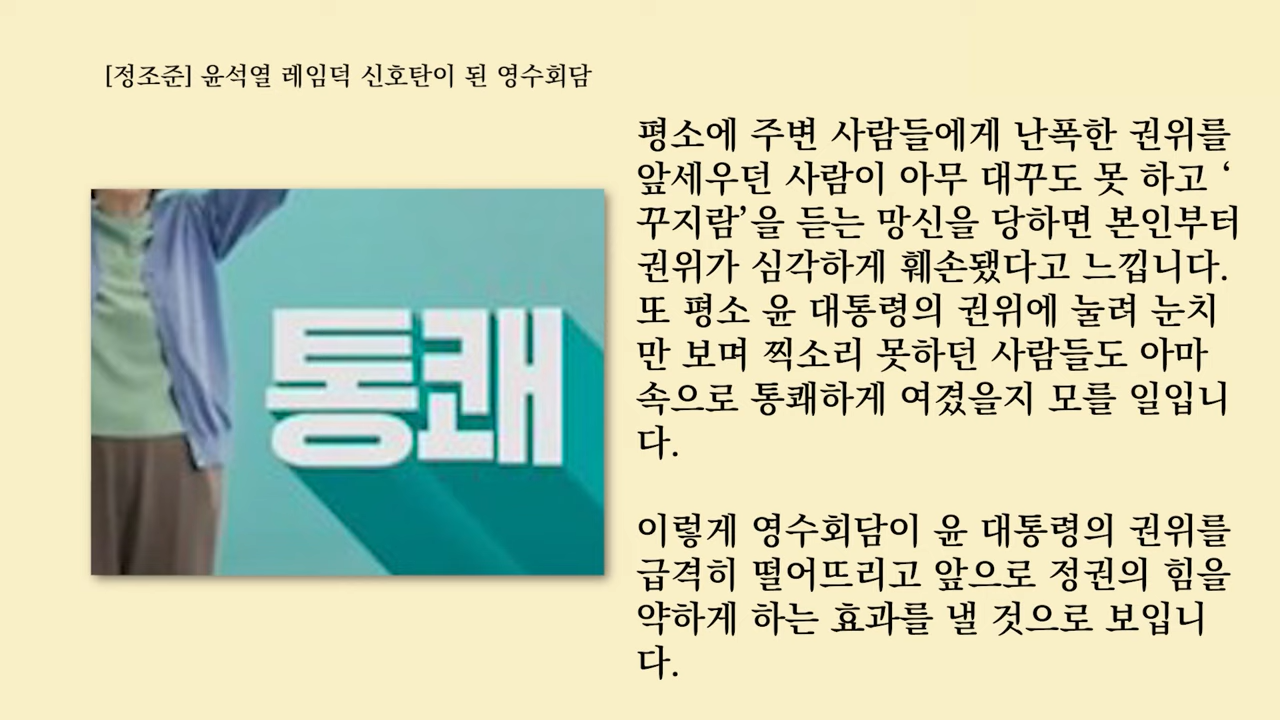 [정조준] 윤석열 레임덕 신호탄이 된 영수회담
통쾌
평소에 주변 사람들에게 난폭한 권위를
앞세우던 사람이 아무 대꾸도 못 하고 ‘
꾸지람’을 듣는 망신을 당하면 본인부터
권위가 심각하게 훼손됐다고 느낍니다.
또 평소 윤 대통령의 권위에 눌려 눈치
만 보며 찍소리 못하던 사람들도 아마
속으로 통쾌하게 여겼을지 모를 일입니
다.
이렇게 영수회담이 윤 대통령의 권위를
급격히 떨어뜨리고 앞으로 정권의 힘을
약하게 하는 효과를 낼 것으로 보입니
다.